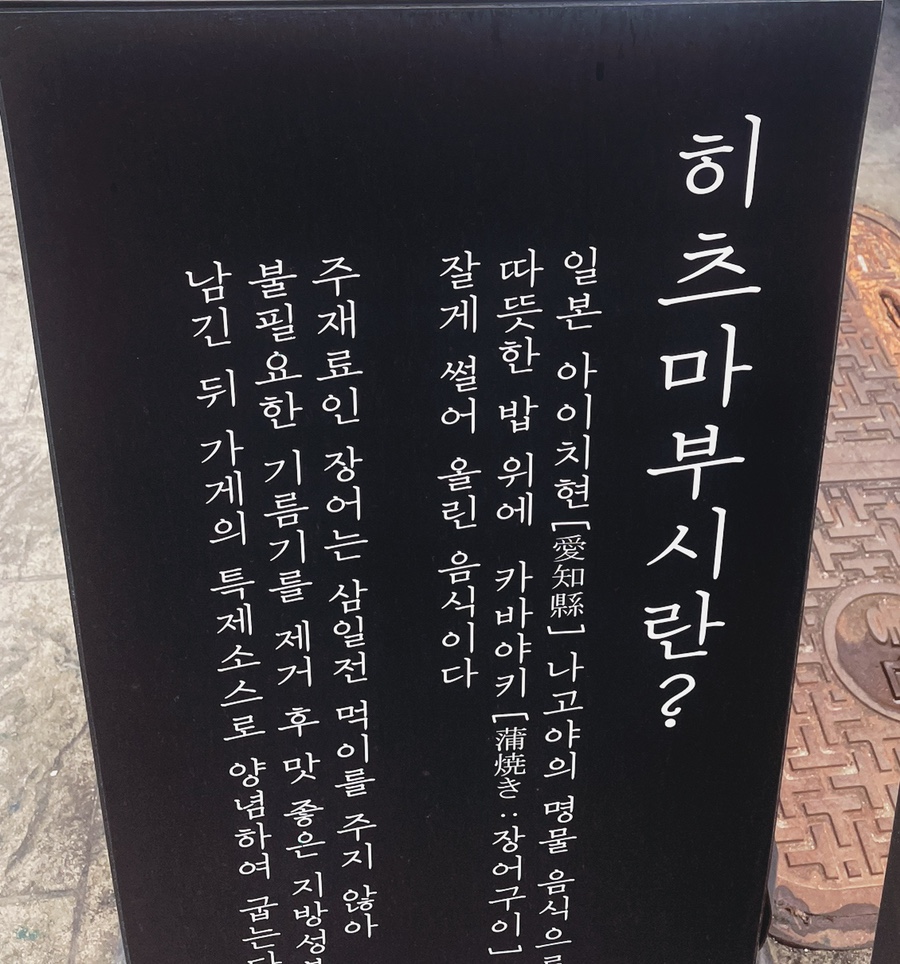 히츠마부시란?
일본 아이치현[愛知縣] 나고야의 명물 음식으
따뜻한 밥 위에 카바야키[蒲焼き:장어구이]
잘게 썰어 올린 음식이다
주재료인 장어는 삼일전 먹이를 주지 않아
불필요한 기름기를 제거 후 맛 좋은 지방성
남긴 뒤 가게의 특제소스로 양념하여 굽는